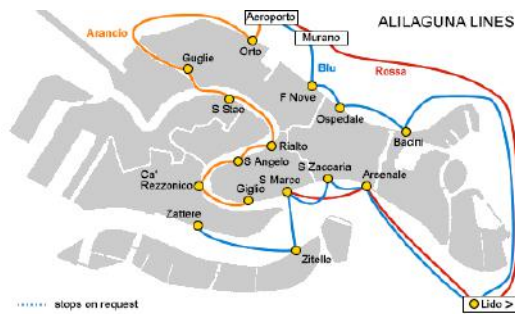 Aeroporto
ALILAGUNA LINES
Arancio
Murano
Orto
Guglie
Blu
Rossa
F Nove
S Stae
Ospedale
Rialto
Bacini
S Angelo
S Zaccaria
Ca'
Rezzonico
S Marco
Arsenale
Giglio
Zattere
Zitelle
stops on request
Lido >